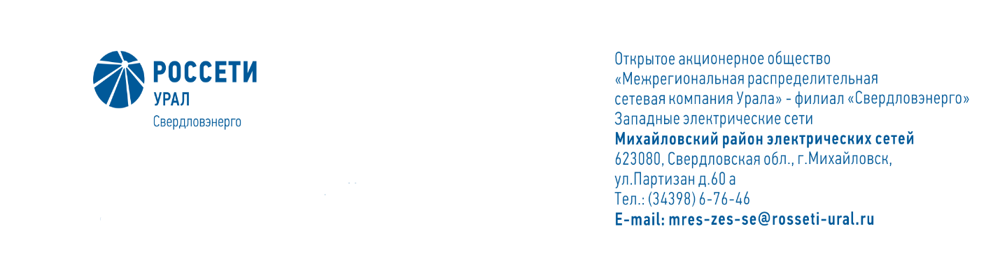 РОССЕТИ
УРАЛ
Свердловэнерго
Открытое акционерное общество
«Межрегиональная распределительная
сетевая компания Урала» - филиал «Свердловэнерго»
Западные электрические сети
Михайловский район электрических сетей
623080, Свердловская обл., г.Михайловск,
ул.Партизан д.60 а
Тел.: (34398) 6-76-46
E-mail: mres-zes-se@rosseti-ural.ru